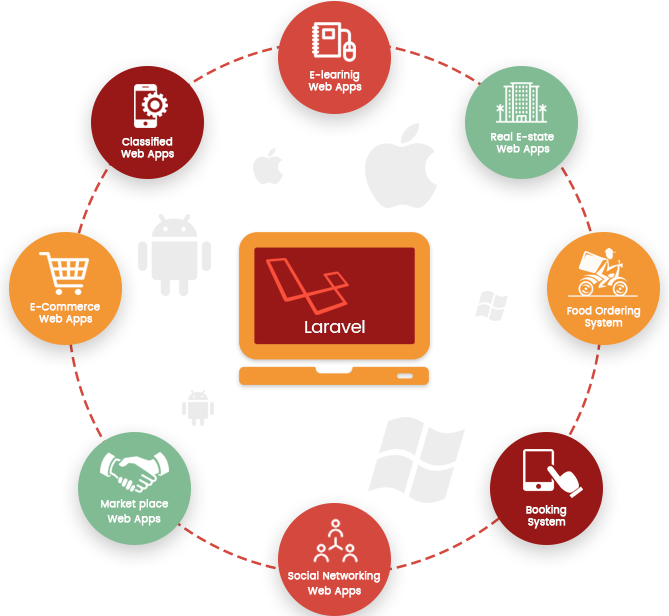 E-learinig
Web Apps
Classified
Web Apps
Real E-state
Web Apps
E-Commerce
Web Apps
Food Ordering
System
Laravel
Market place
Web Apps
Booking
System
Social Networking
Web Apps